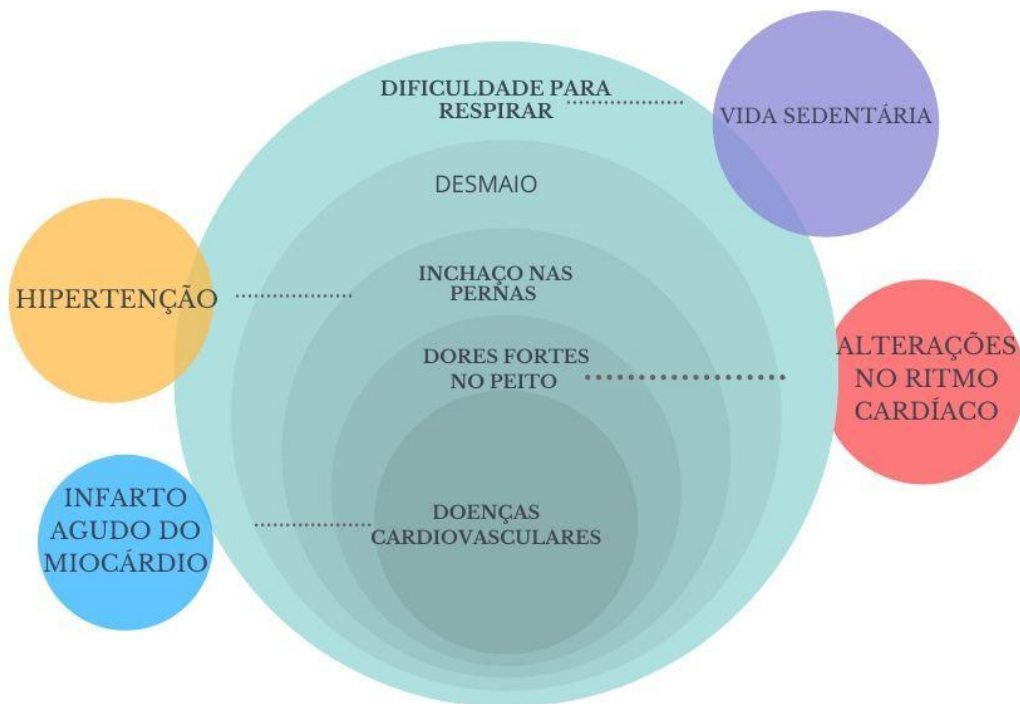 DIFICULDADE PARA
RESPIRAR
VIDA SEDENTÁRIA
DESMAIO
HIPERTENÇÃO
INCHAÇO NAS
PERNAS
DORES FORTES
NO PEITO
ALTERAÇÕES
NO RITMO
CARDÍACO
INFARTO
AGUDO DO
MIOCÁRDIO
DOENÇAS
CARDIOVASCULARES